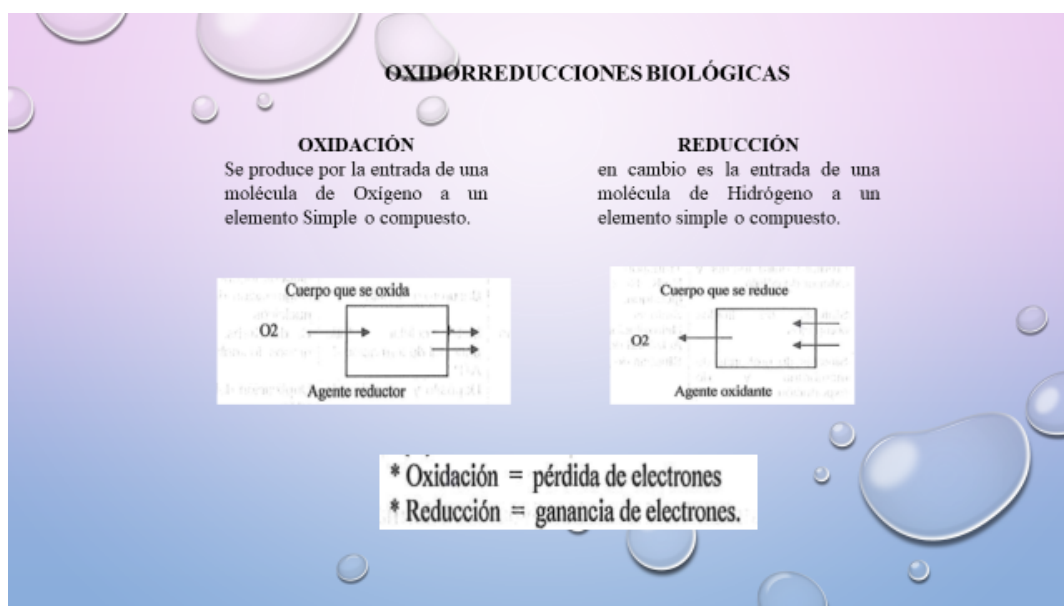 OXIDORREDUCCIONES BIOLÓGICAS
OXIDACIÓN
Se produce por la entrada de una
molécula de Oxígeno a un
elemento Simple o compuesto.
REDUCCIÓN
en cambio es la entrada de una
molécula de Hidrógeno a un
elemento simple o compuesto.
Cuerpo que se oxida
O2
Agente reductor
Cuerpo que se reduce
O2
Agente oxidante
* Oxidación = pérdida de electrones
* Reducción = ganancia de electrones.